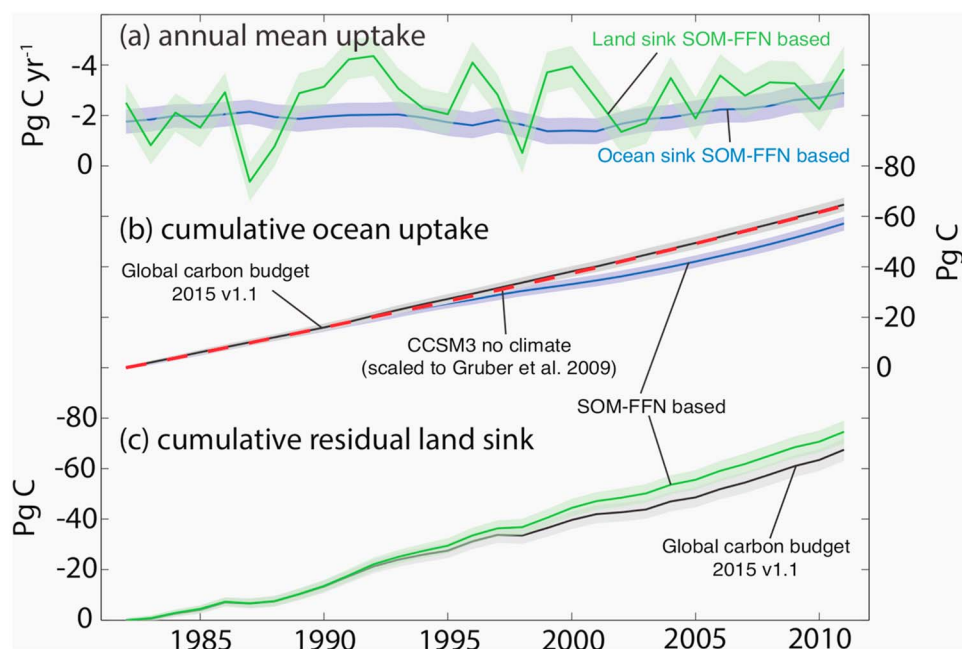 (a) annual mean uptake
Land sink SOM-FFN based
Pg C yr-1
-4
-2
0
Ocean sink SOM-FFN based
-80
-60
-40
-20
0
Pg C
(b) cumulative ocean uptake
Global carbon budget
2015 v1.1
CCSM3 no climate
(scaled to Gruber et al. 2009)
SOM-FFN based
-80
-60
-40
-20
0
Pg C
(c) cumulative residual land sink
Global carbon budget
2015 v1.1
1985 1990 1995 2000 2005 2010